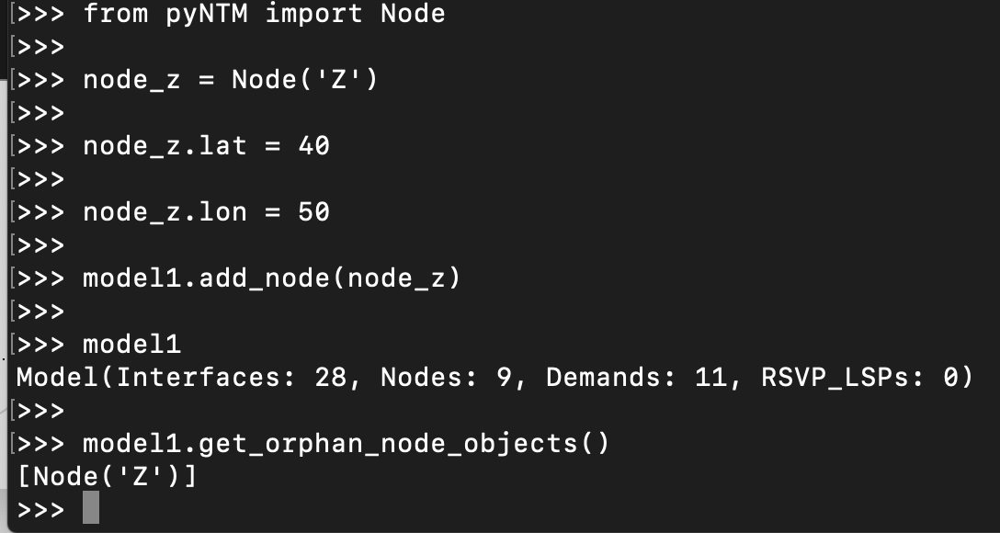 [>>> from pyNTM import Node
[>>>
[>>> node_z = Node('Z')
[>>>
[>>> node_z.lat = 40
[>>>
[>>> node_z.lon = 50
[>>>
[>>> model1.add_node(node_z)
[>>>
[>>> model1
Model(Interfaces: 28, Nodes: 9, Demands: 11, RSVP_LSPs: 0)
[>>>
[>>> model1.get_orphan_node_objects()
[Node('Z')]
>>>